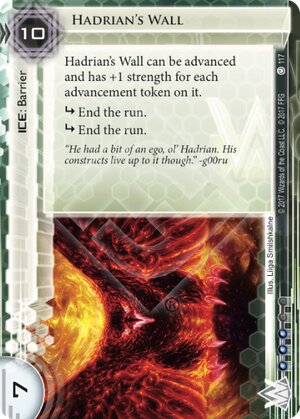 10
HADRIAN'S WALL
ICE: Barrier
Hadrian's Wall can be advanced
and has +1 strength for each
advancement token on it.
↳ End the run.
↳ End the run.
"He had a bit of an ego, ol' Hadrian. His
constructs live up to it though." -g00ru
117
© 2017 Wizards of the Coast LLC. © 2017 FFG
Illus. Liiga Smilshkalne
7